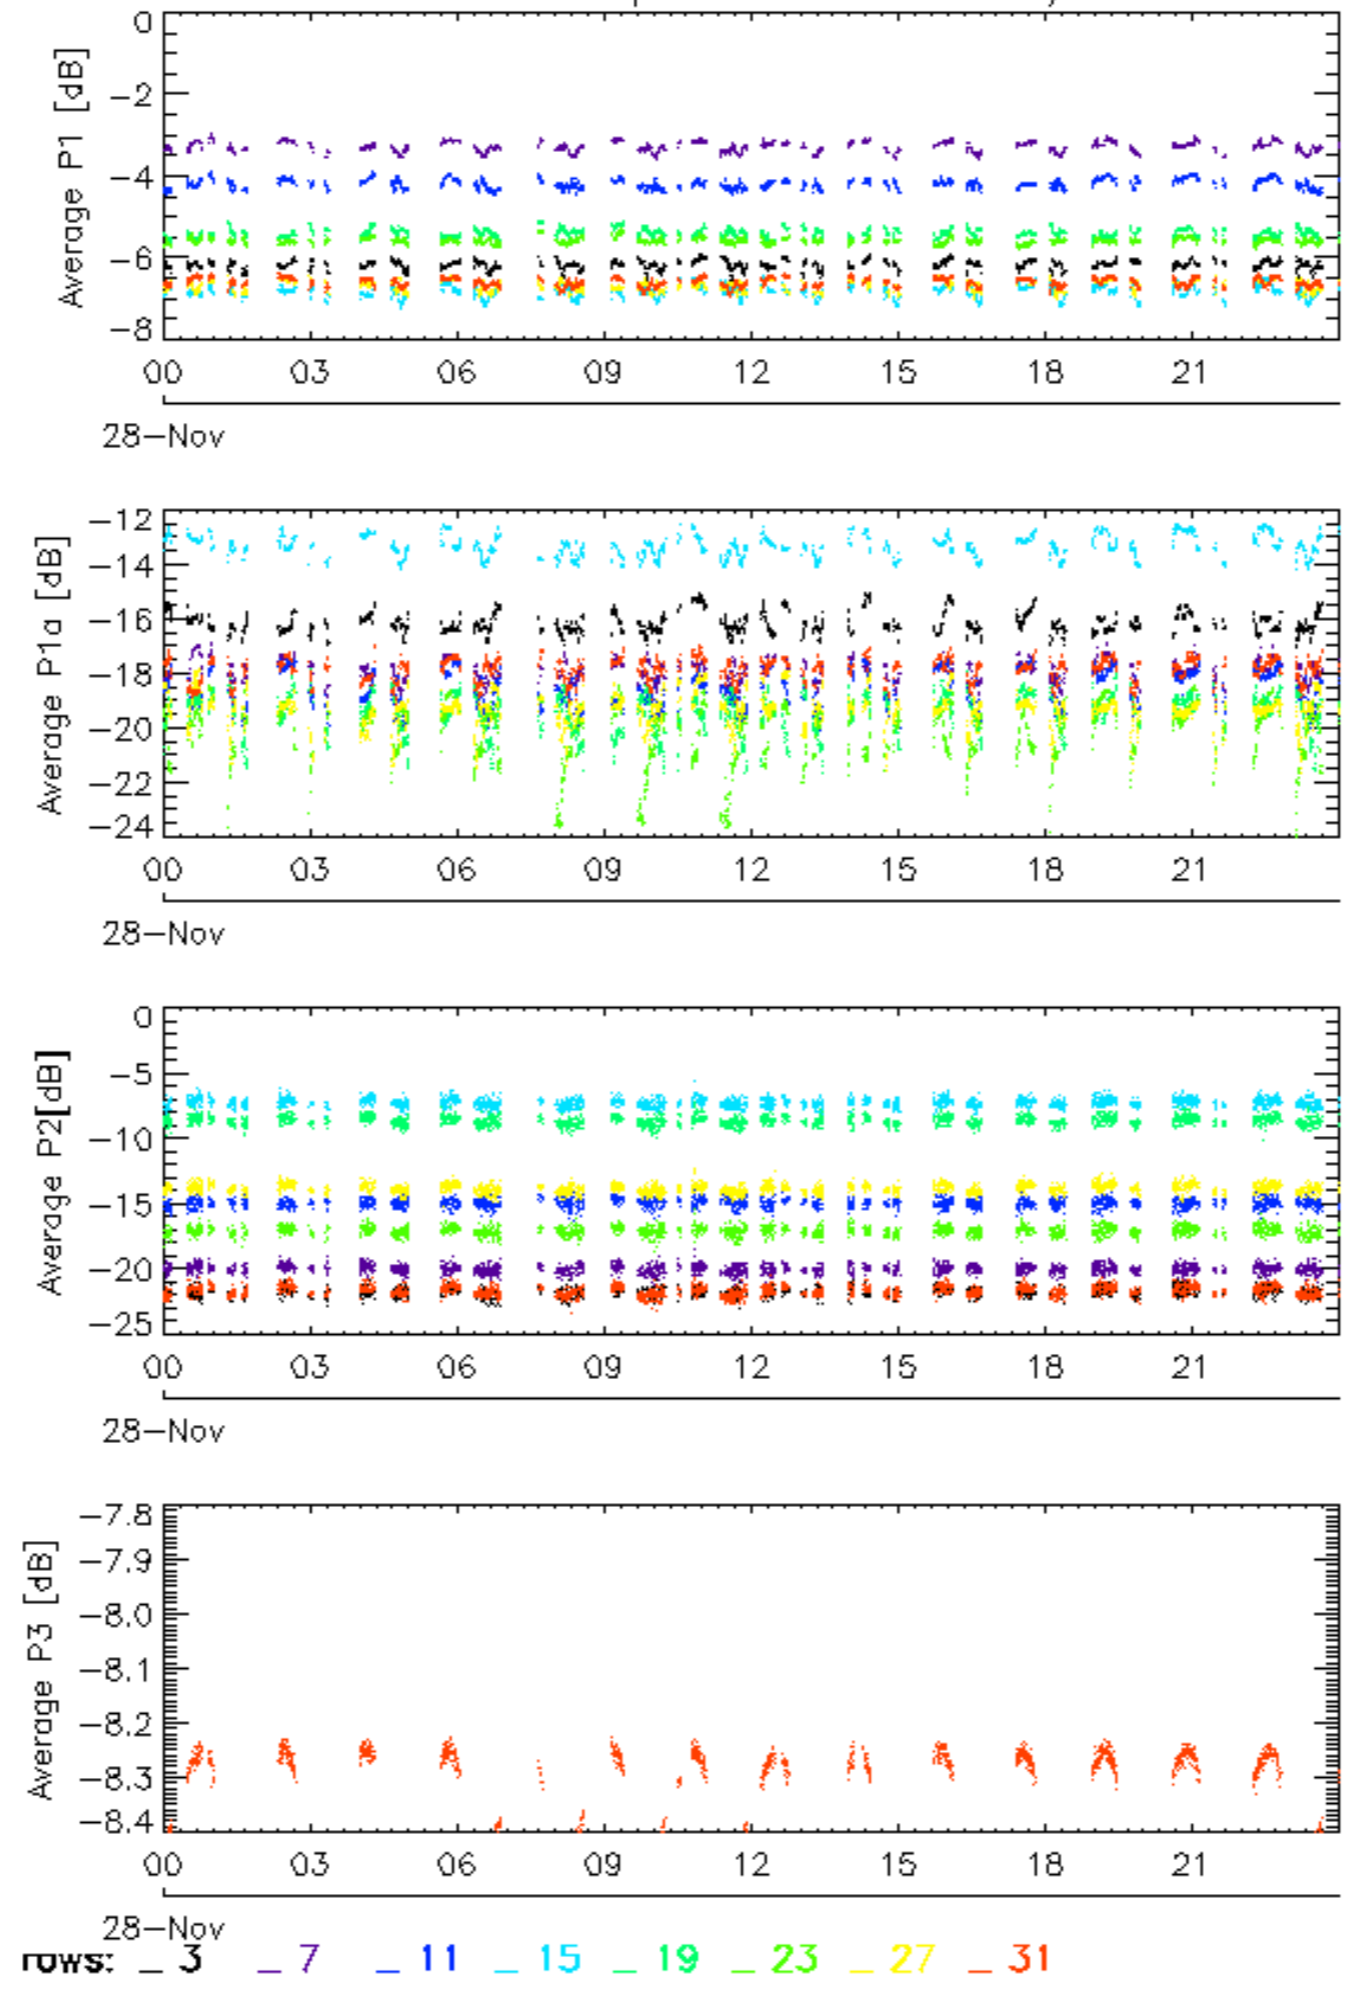 Average P1 [dB]
0
-2
-4
-6
-8
00 03 06 09 12 15 18 21
28-Nov
Average P1a [dB]
-12
-14
-16
-18
-20
-22
-24
00 03 06 09 12 15 18 21
28-Nov
Average P2[dB]
0
-5
-10
-15
-20
-25
00 03 06 09 12 15 18 21
28-Nov
Average P3 [dB]
-7.8
-7.9
-8.0
-8.1
-8.2
-8.3
-8.4
00 03 06 09 12 15 18 21
28-Nov
rows: _ 3 _ 7 _ 11 _ 15 _ 19 _ 23 _ 27 _ 31